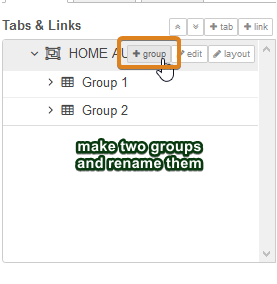 Tabs & Links
+ tab
+ link
HOME AU
+ group
edit
layout
Group 1
Group 2
make two groups
and rename them